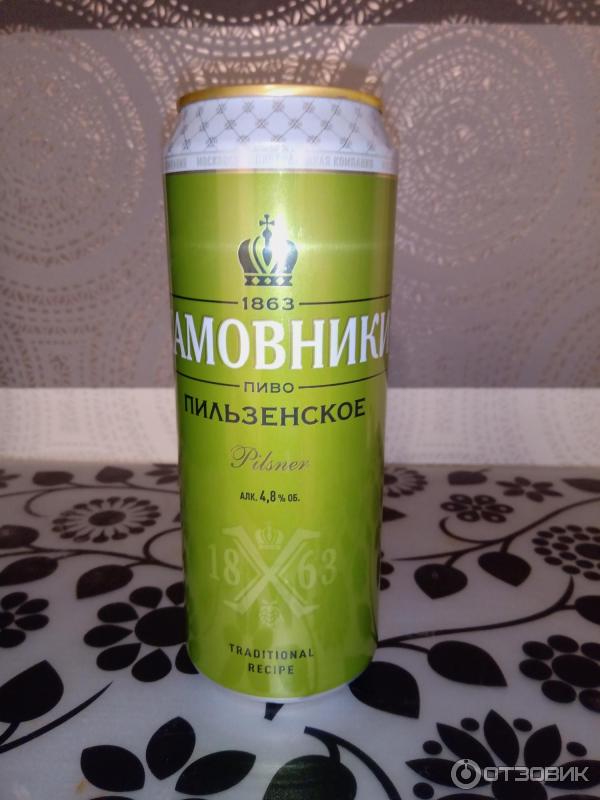 1863
АМОВНИКИ
ПИВО
ПИЛЬЗЕНСКОЕ
Pilsner
АЛК. 4,8 % ОБ.
18 X 63
TRADITIONAL
RECIPE
ОТЗОВИК